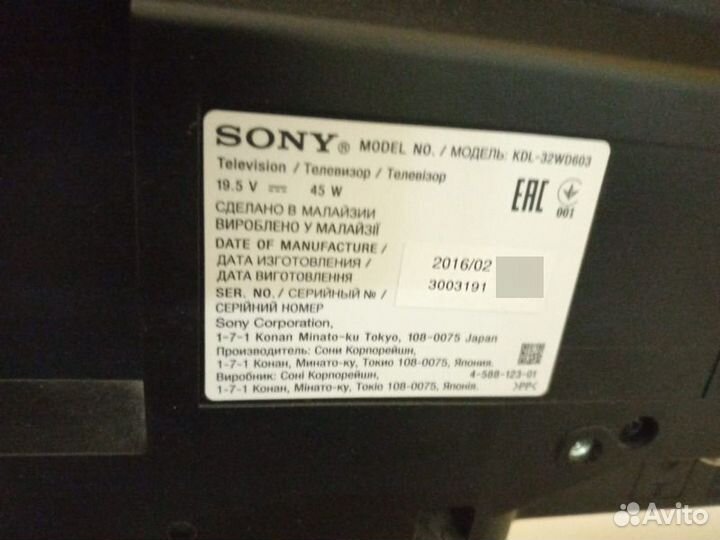 SONY® MODEL NO. / МОДЕЛЬ: KDL-32WD603
Television / Телевизор / Телевізор
19.5 V ⎓ 45 W
EAC
001
СДЕЛАНО В МАЛАЙЗИИ
ВИРОБЛЕНО У МАЛАЙЗІЇ
DATE OF MANUFACTURE /
ДАТА ИЗГОТОВЛЕНИЯ /
ДАТА ВИГОТОВЛЕННЯ
2016/02
SER. NO. / СЕРИЙНЫЙ № /
СЕРІЙНИЙ НОМЕР
3003191
Sony Corporation,
1-7-1 Konan Minato-ku Tokyo, 108-0075 Japan
Производитель: Сони Корпорейшн,
1-7-1 Конан, Минато-ку, Токио 108-0075, Япония.
Виробник: Соні Корпорейшн,
1-7-1 Конан, Мінато-ку, Токіо 108-0075, Японія.
4-588-123-01
>PP<
Avito